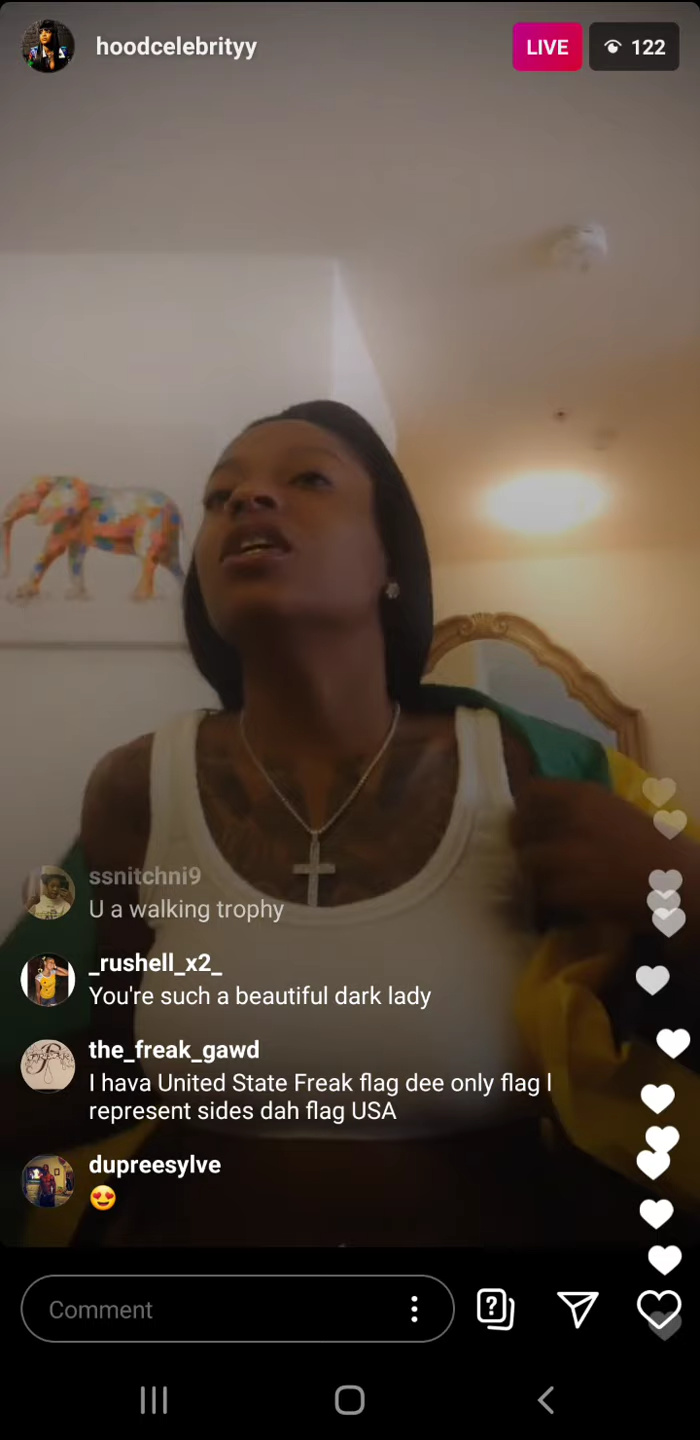 hoodcelebrityy
LIVE
122
ssnitchni9
U a walking trophy
_rushell_x2_
You're such a beautiful dark lady
the_freak_gawd
I hava United State Freak flag dee only flag I
represent sides dah flag USA
dupreesylve
😍
Comment